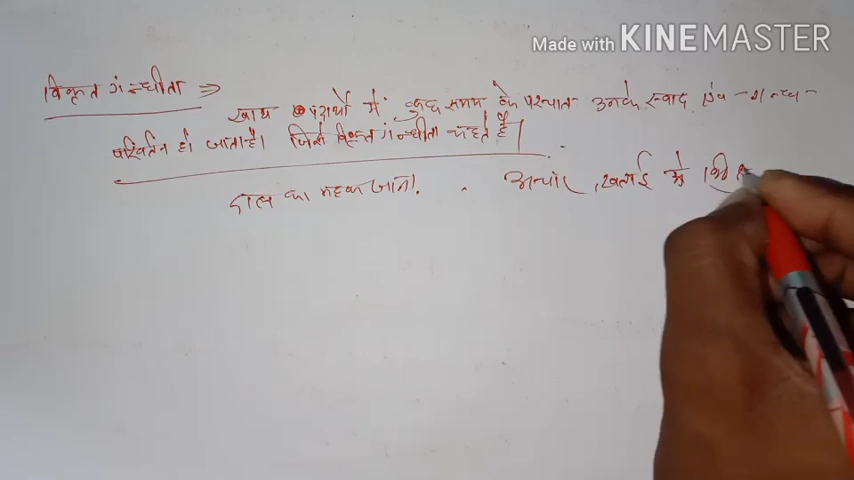 Made with KINEMASTER
विकृत गंन्धीता ⇒
खाद्य पदार्थो में कुछ समय के पश्चात उनके स्वाद एंव गन्ध
परिवर्तन हो जाता है। जिसे विकृत गंन्धीता कहते है।
दाल का महक जाना. अचार, खटाई में